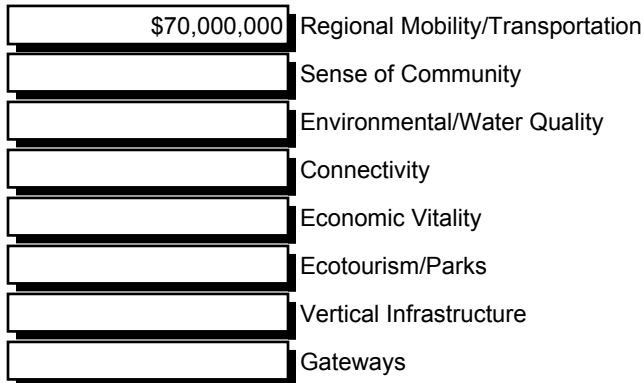 $70,000,000 Regional Mobility/Transportation
Sense of Community
Environmental/Water Quality
Connectivity
Economic Vitality
Ecotourism/Parks
Vertical Infrastructure
Gateways